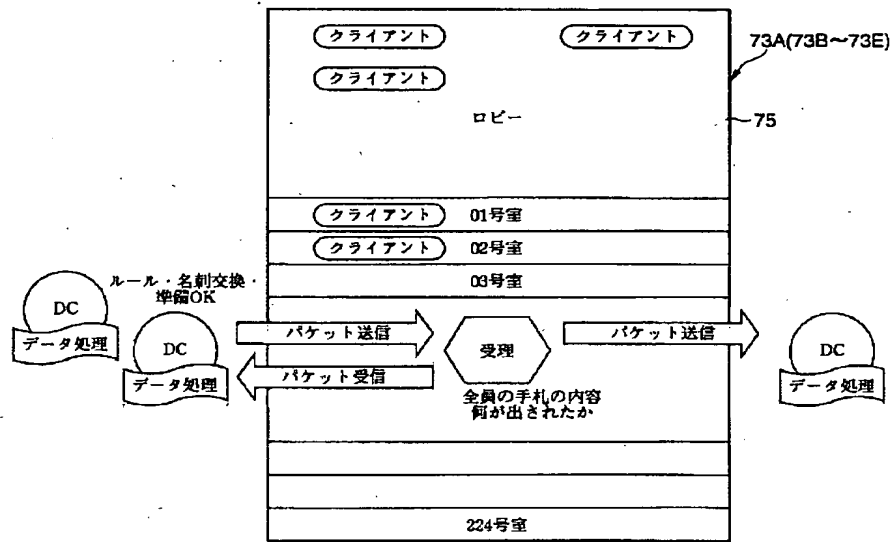 クライアント
クライアント
73A(73B～73E)
クライアント
ロビー
75
クライアント 01号室
クライアント 02号室
03号室
ルール・名刺交換・
準備OK
DC
データ処理
DC
データ処理
パケット送信
パケット受信
受理
全員の手札の内容
何が出されたか
パケット送信
DC
データ処理
224号室